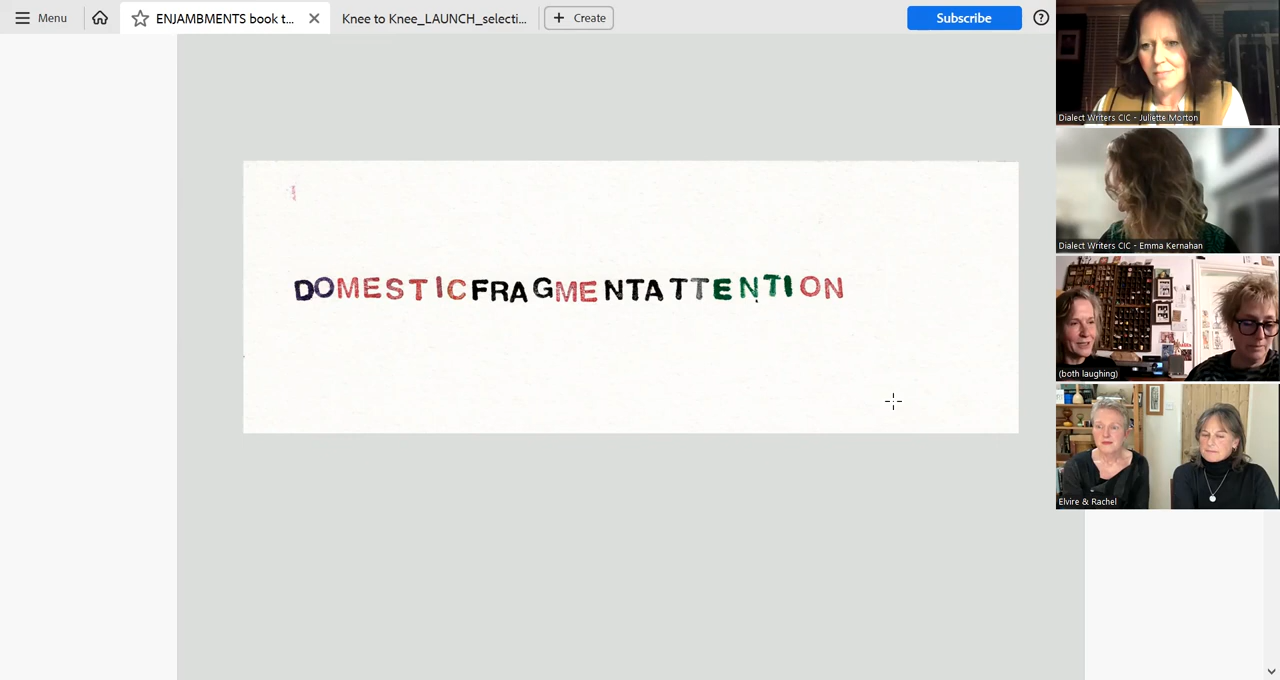 Menu
ENJAMBMENTS book t...
Knee to Knee_LAUNCH_selecti...
Create
Subscribe
?
DOMESTICFRAGMENTATTENTION
Dialect Writers CIC - Juliette Morton
Dialect Writers CIC - Emma Kernahan
(both laughing)
Elvire & Rachel